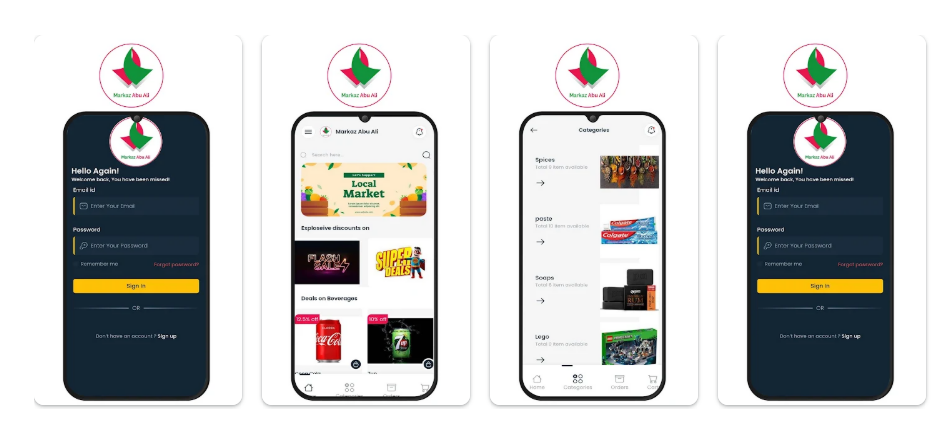 Markaz Abu Ali
Markaz Abu Ali
Hello Again!
Welcome back, You have been missed!
Email Id
Enter Your Email
Password
Enter Your Password
Remember me
Forgot password?
Sign In
OR
Don't have an account ? Sign up
Markaz Abu Ali
Markaz Abu Ali
Search here..
Let's Support
Local
Market
Exploseive discounts on
FLASH
SALE
SUPER
DEALS
Deals on Beverages
12.5% off
10% off
Coca-Cola
7up
Markaz Abu Ali
Categories
Spices
Total 9 item available
paste
Total 10 item available
Colgate
Colgate
Soaps
item available
Lego
item available
Home
Categories
Orders
Cart
Markaz Abu Ali
Markaz Abu Ali
Hello Again!
Welcome back, You have been missed!
Email Id
Enter Your Email
Password
Enter Your Password
Remember me
Forgot password?
Sign In
OR
Don't have an account ? Sign up